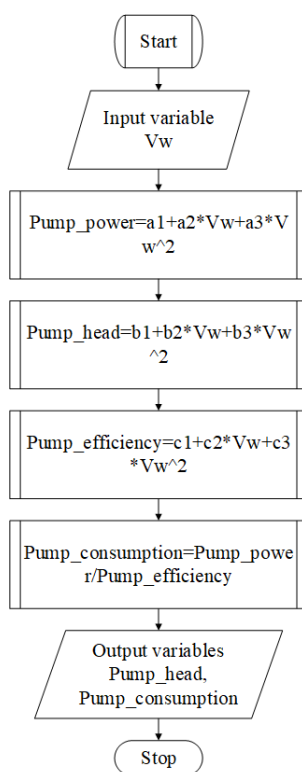 Start
Input variable
Vw
Pump_power=a1+a2*Vw+a3*V
w^2
Pump_head=b1+b2*Vw+b3*Vw
^2
Pump_efficiency=c1+c2*Vw+c3
*Vw^2
Pump_consumption=Pump_powe
r/Pump_efficiency
Output variables
Pump_head,
Pump_consumption
Stop